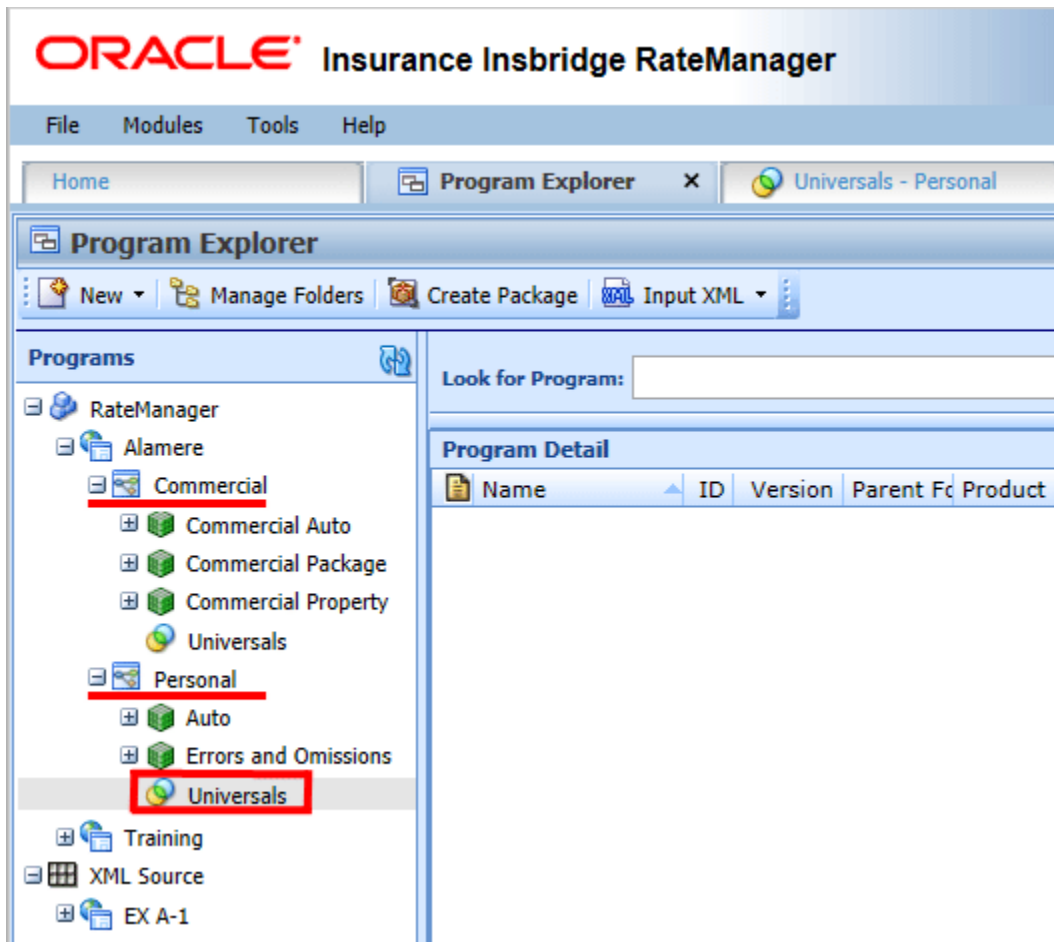 ORACLE' Insurance Insbridge RateManager
File Modules Tools Help
Home Program Explorer × Universals - Personal
Program Explorer
New Manage Folders Create Package XML Input XML
Programs
Look for Program:
RateManager
Alamere
Program Detail
Commercial
Name ID Version Parent Fo Product
Commercial Auto
Commercial Package
Commercial Property
Universals
Personal
Auto
Errors and Omissions
Universals
Training
XML Source
EX A-1